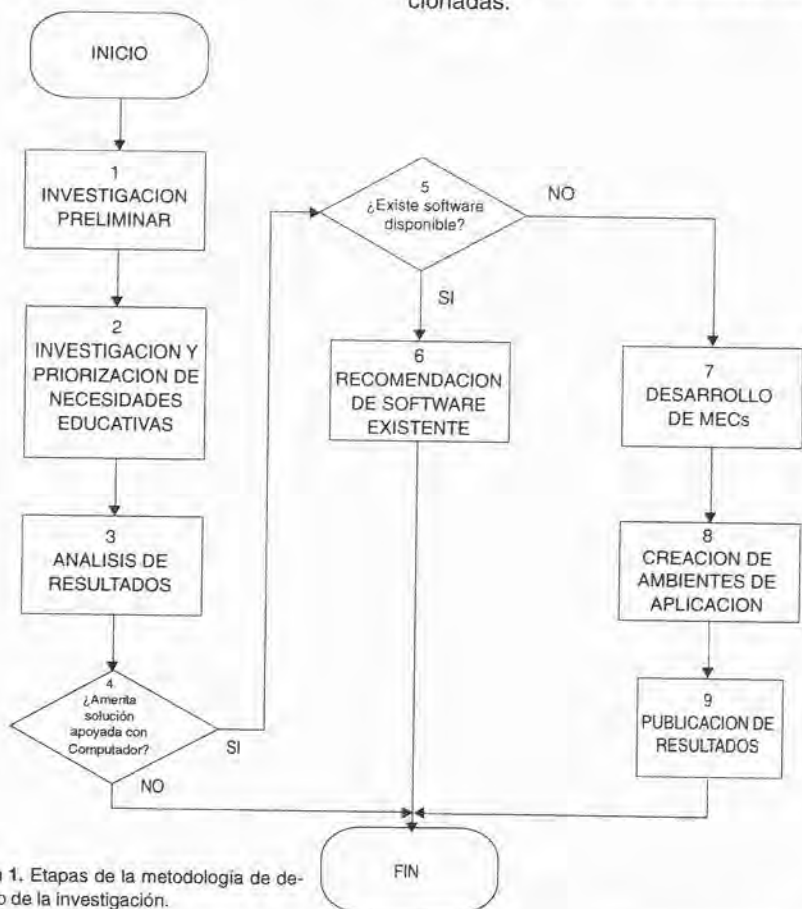 cionadas.
INICIO
1
INVESTIGACION
PRELIMINAR
2
INVESTIGACION Y
PRIORIZACION DE
NECESIDADES
EDUCATIVAS
3
ANALISIS DE
RESULTADOS
4
¿Amerita
solución
apoyada con
Computador?
SI
NO
5
¿Existe software
disponible?
NO
SI
6
RECOMENDACION
DE SOFTWARE
EXISTENTE
7
DESARROLLO
DE MECs
8
CREACION DE
AMBIENTES DE
APLICACION
9
PUBLICACION DE
RESULTADOS
FIN
1. Etapas de la metodología de de-
o de la investigación.